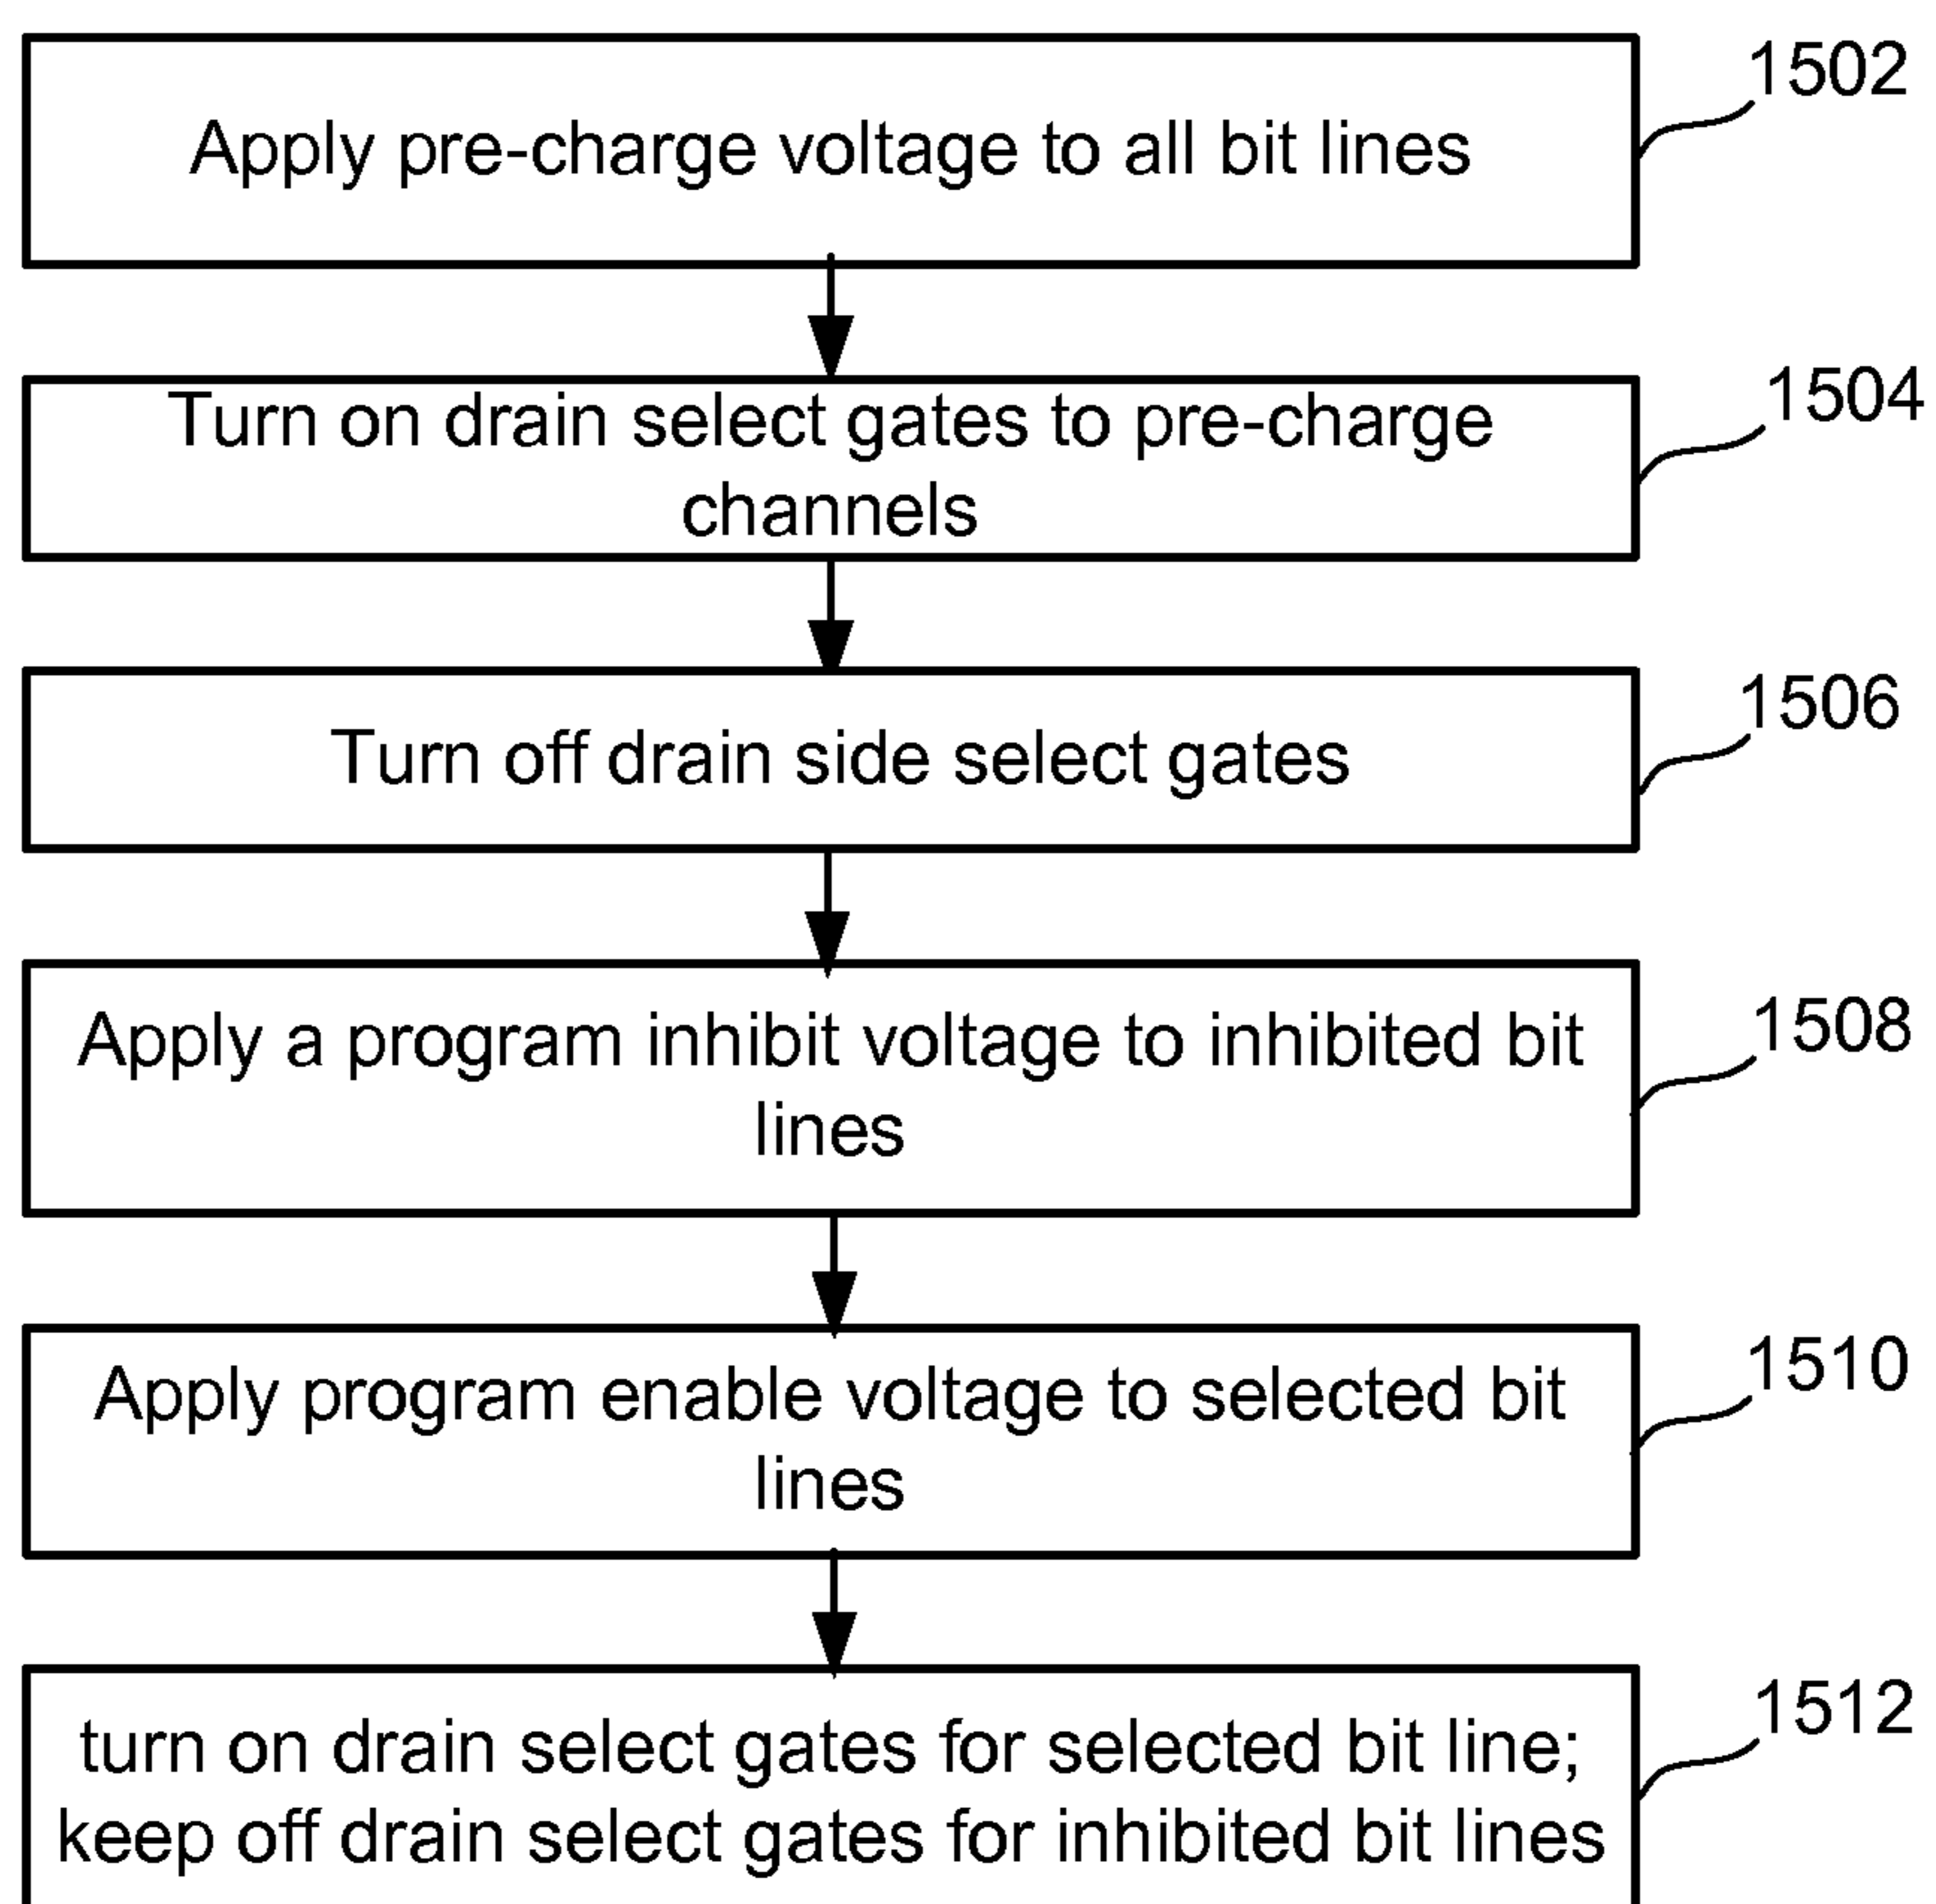 1502
Apply pre-charge voltage to all bit lines
1504
Turn on drain select gates to pre-charge
channels
1506
Turn off drain side select gates
1508
Apply a program inhibit voltage to inhibited bit
lines
1510
Apply program enable voltage to selected bit
lines
1512
turn on drain select gates for selected bit line;
keep off drain select gates for inhibited bit lines